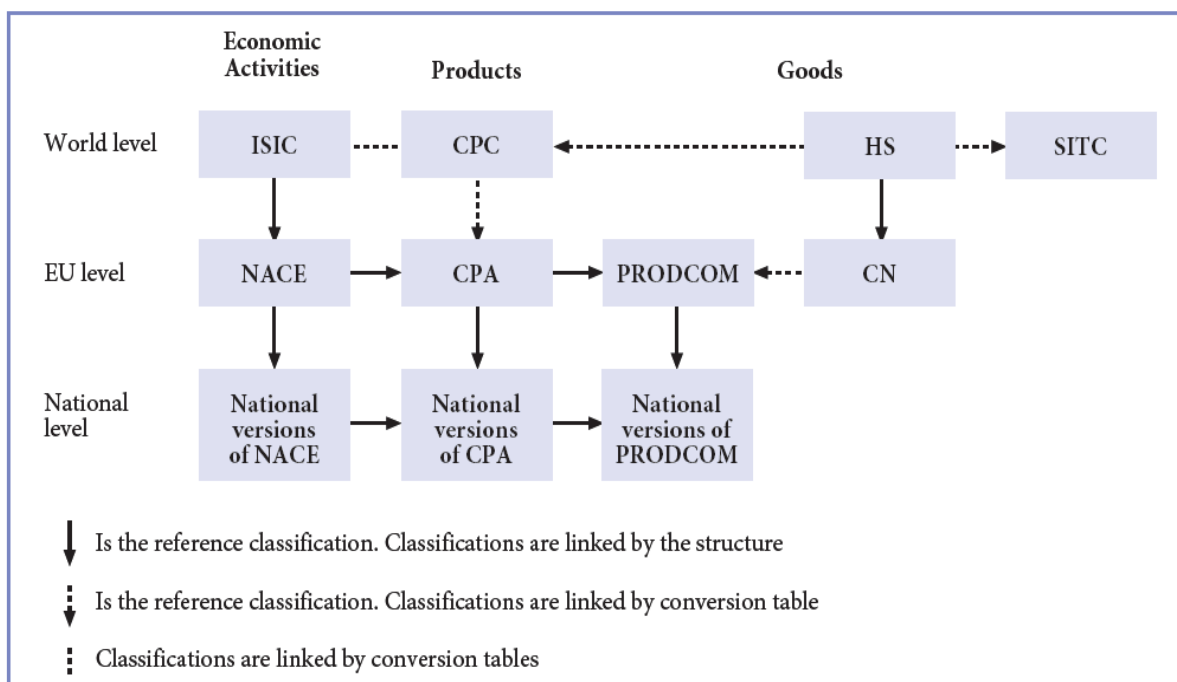 Economic
Activities
Products
Goods
World level
ISIC
CPC
HS
SITC
EU level
NACE
CPA
PRODCOM
CN
National
level
National
versions
of NACE
National
versions
of CPA
National
versions of
PRODCOM
Is the reference classification. Classifications are linked by the structure
Is the reference classification. Classifications are linked by conversion table
Classifications are linked by conversion tables